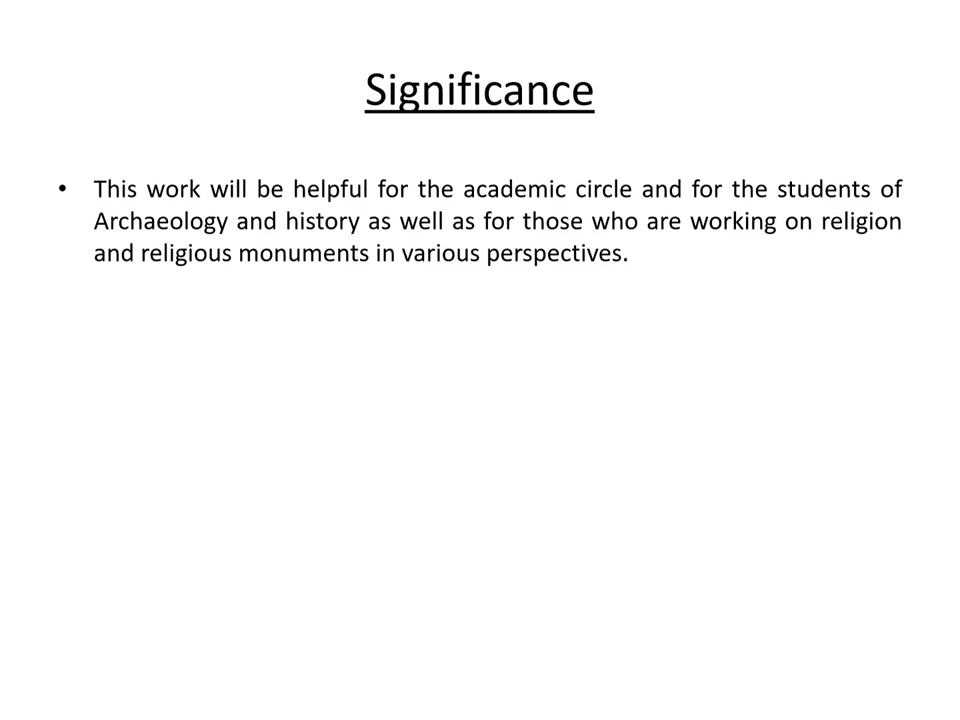 Significance
• This work will be helpful for the academic circle and for the students of
Archaeology and history as well as for those who are working on religion
and religious monuments in various perspectives.